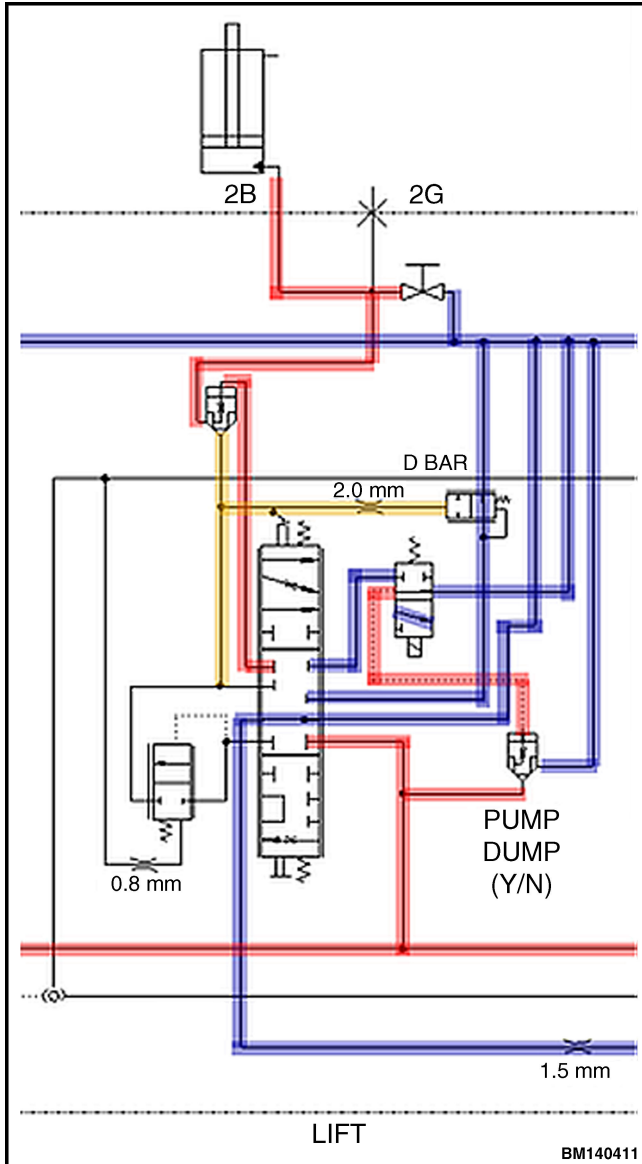 2B 2G
D BAR
2.0 mm
0.8 mm
PUMP
DUMP
(Y/N)
1.5 mm
LIFT
BM140411